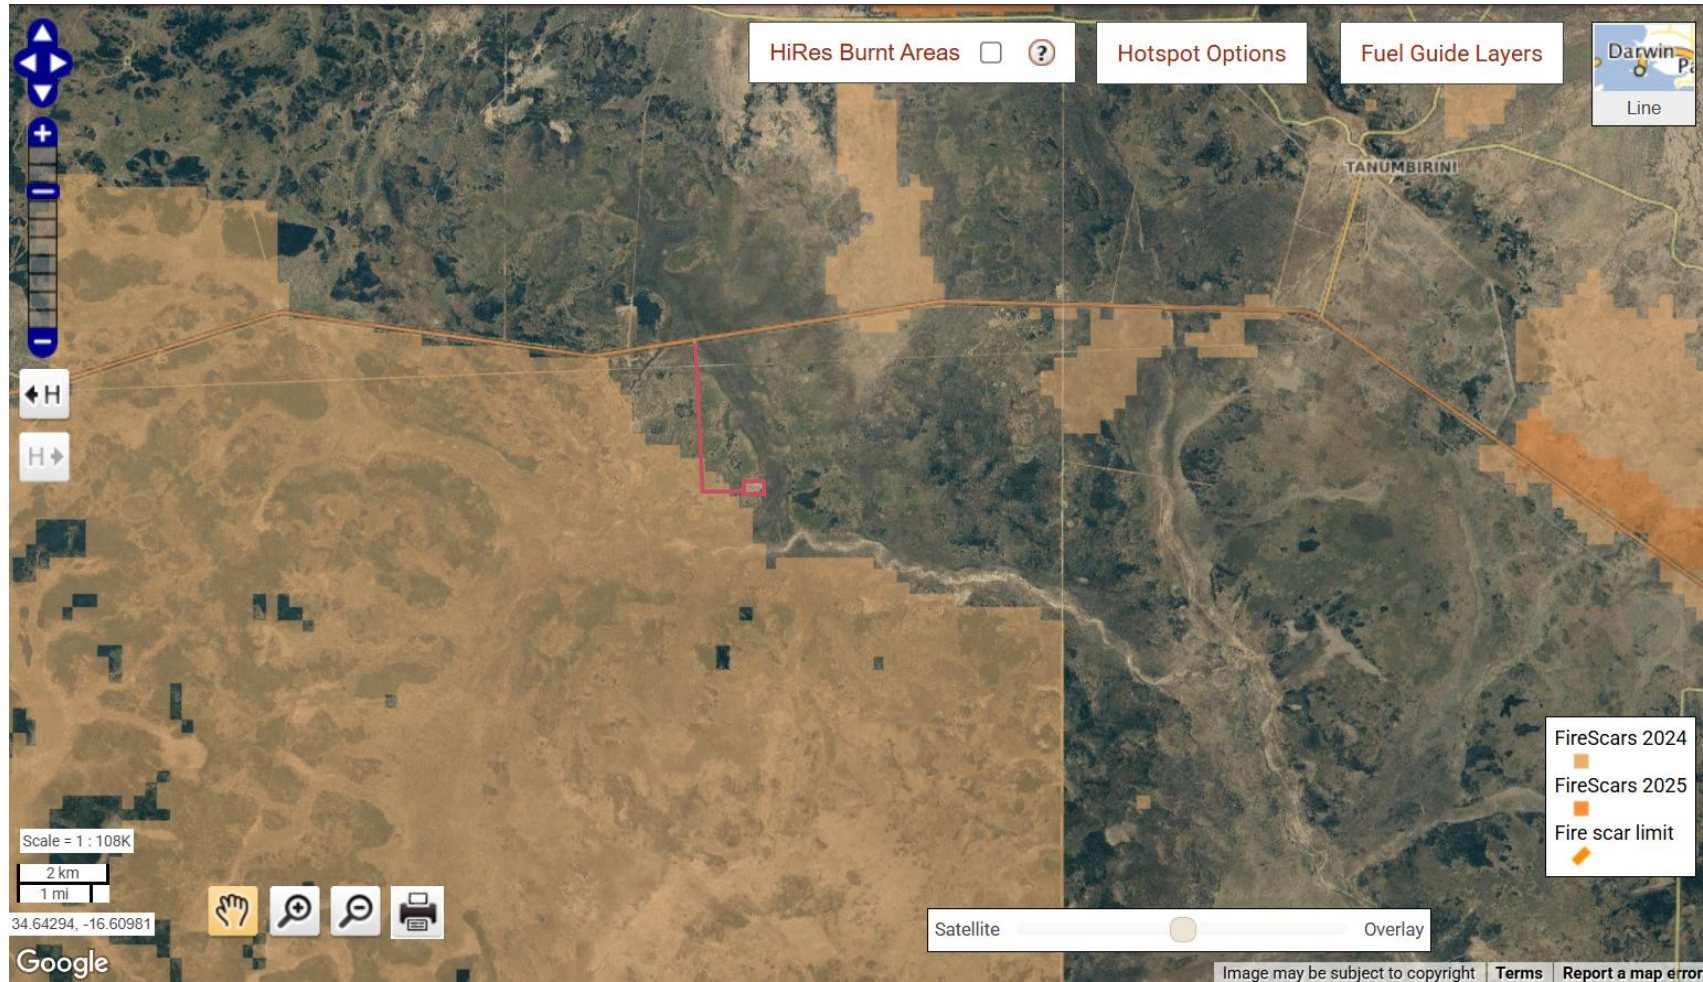 HiRes Burnt Areas
?
Hotspot Options
Fuel Guide Layers
Darwin
Pa
Line
TANUMBIRINI
H
H
FireScars 2024
FireScars 2025
Fire scar limit
Scale = 1 : 108K
2 km
1 mi
34.64294, -16.60981
Satellite
Overlay
Google
Image may be subject to copyright
Terms
Report a map error